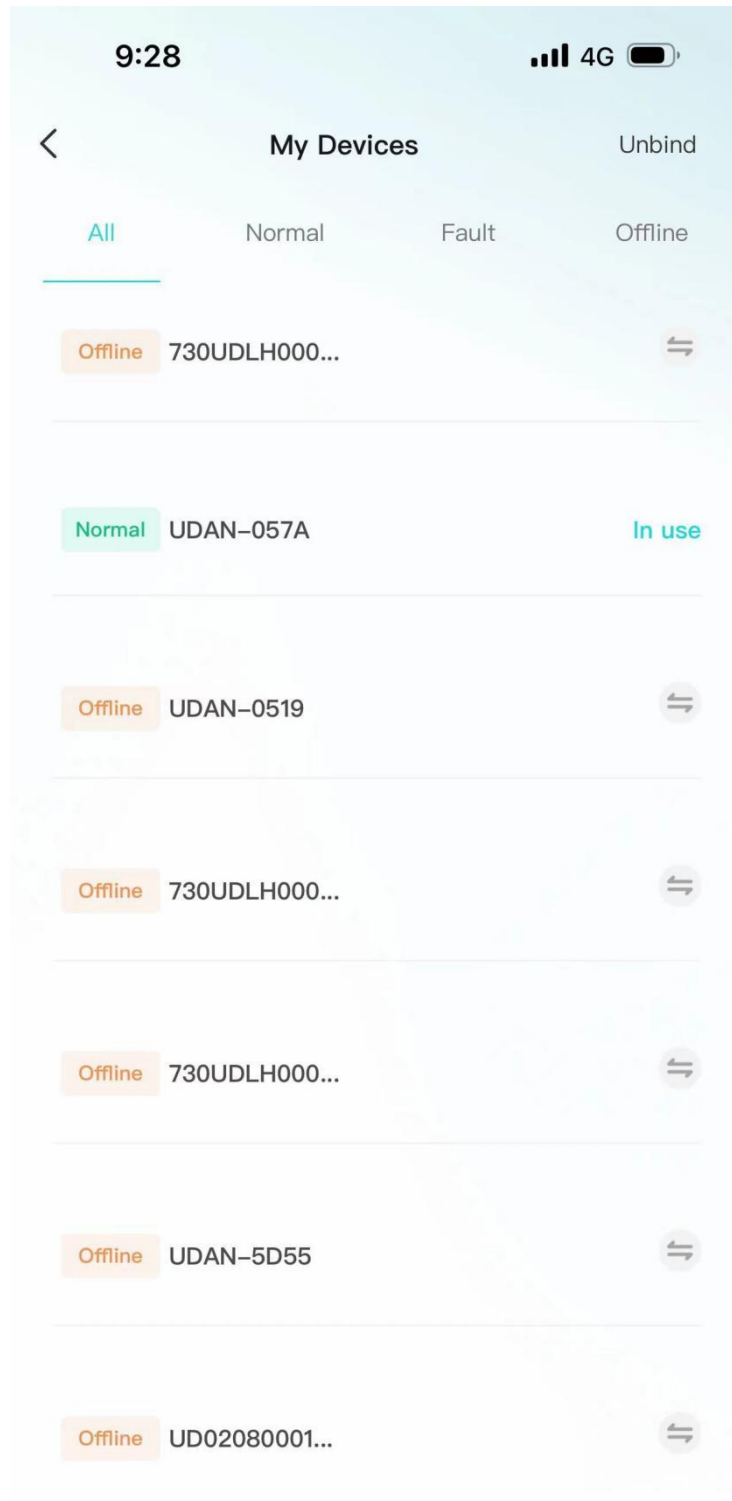 9:28 4G
My Devices Unbind
All Normal Fault Offline
Offline 730UDLH000...
Normal UDAN-057A In use
Offline UDAN-0519
Offline 730UDLH000...
Offline 730UDLH000...
Offline UDAN-5D55
Offline UD02080001...